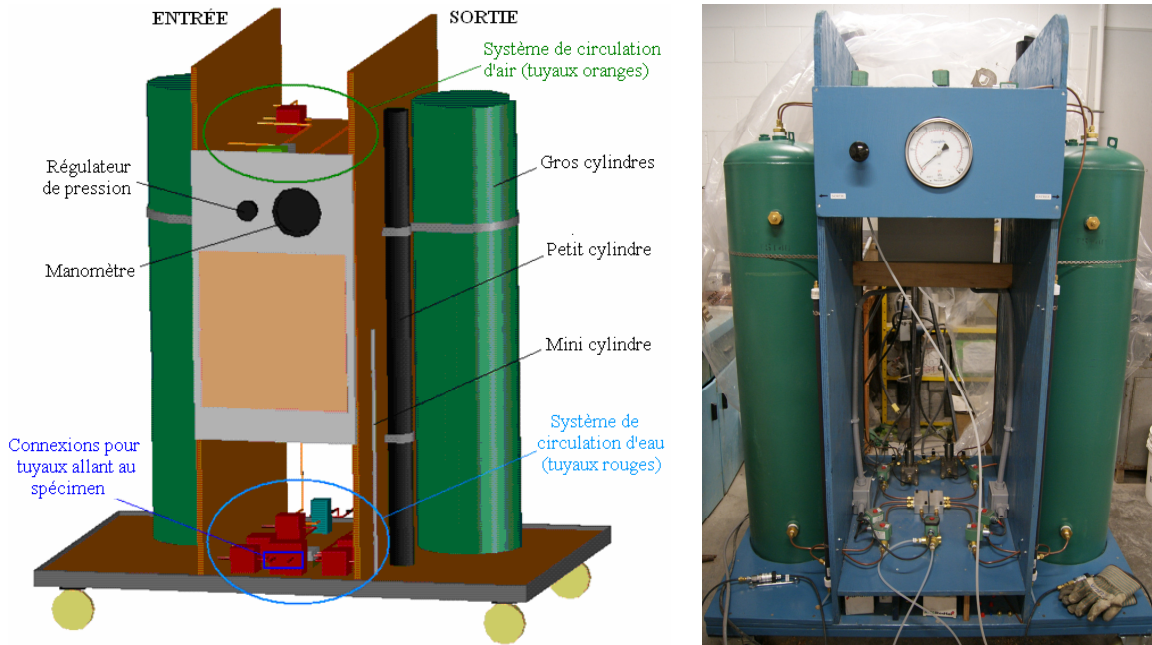 ENTRÉE
SORTIE
Système de circulation
d'air (tuyaux oranges)
Régulateur
de pression
Gros cylindres
Manomètre
Petit cylindre
Mini cylindre
Système de
circulation d'eau
(tuyaux rouges)
Connexions pour
tuyaux allant au
spécimen